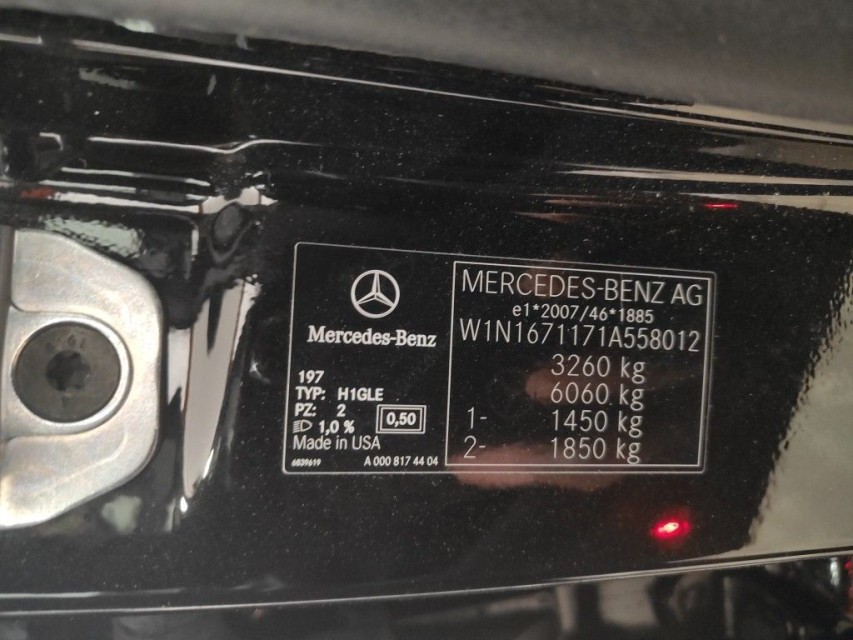 Mercedes-Benz
197
TYP: H1GLE
PZ: 2
1,0 %
0,50
Made in USA
6839619
A 000 817 44 04
MERCEDES-BENZ AG
e1*2007/46*1885
W1N1671171A558012
3260 kg
6060 kg
1- 1450 kg
2- 1850 kg